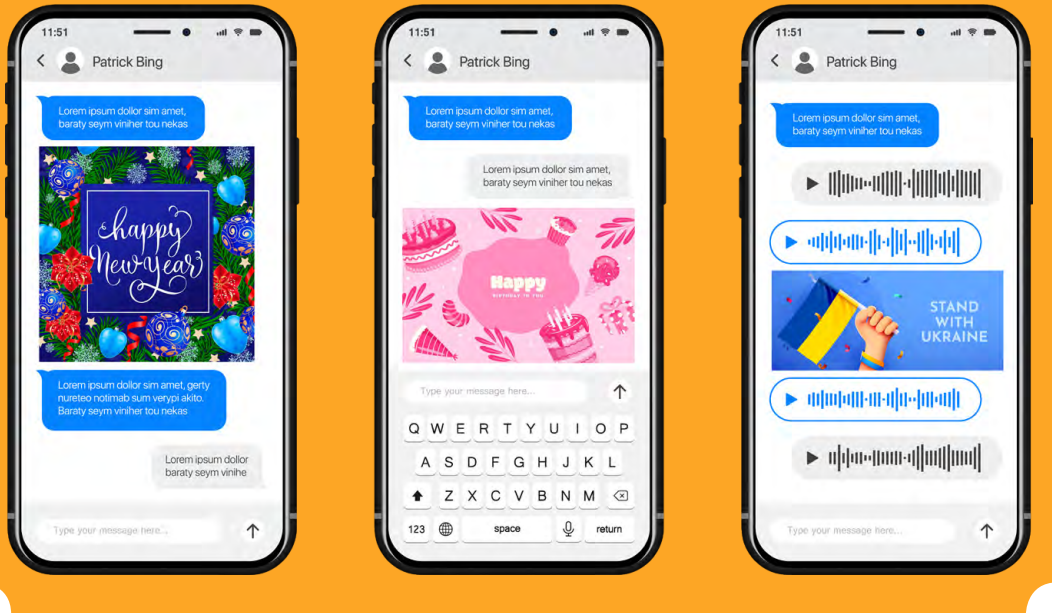 11:51
Patrick Bing
Lorem ipsum dollor sim amet,
baraty seym viniher tou nekas
happy
New year
Lorem ipsum dollor sim amet, gerty
nureteo notimab sum verypi akito.
Baraty seym viniher tou nekas
Lorem ipsum dollor
baraty seym vinihe
Type your message here...
11:51
Patrick Bing
Lorem ipsum dollor sim amet,
baraty seym viniher tou nekas
Lorem ipsum dollor sim amet,
baraty seym viniher tou nekas
Happy
BIRTHDAY TO YOU
Type your message here...
Q W E R T Y U I O P
A S D F G H J K L
Z X C V B N M
123 space return
11:51
Patrick Bing
Lorem ipsum dollor sim amet,
baraty seym viniher tou nekas
STAND
WITH
UKRAINE
Type your message here...